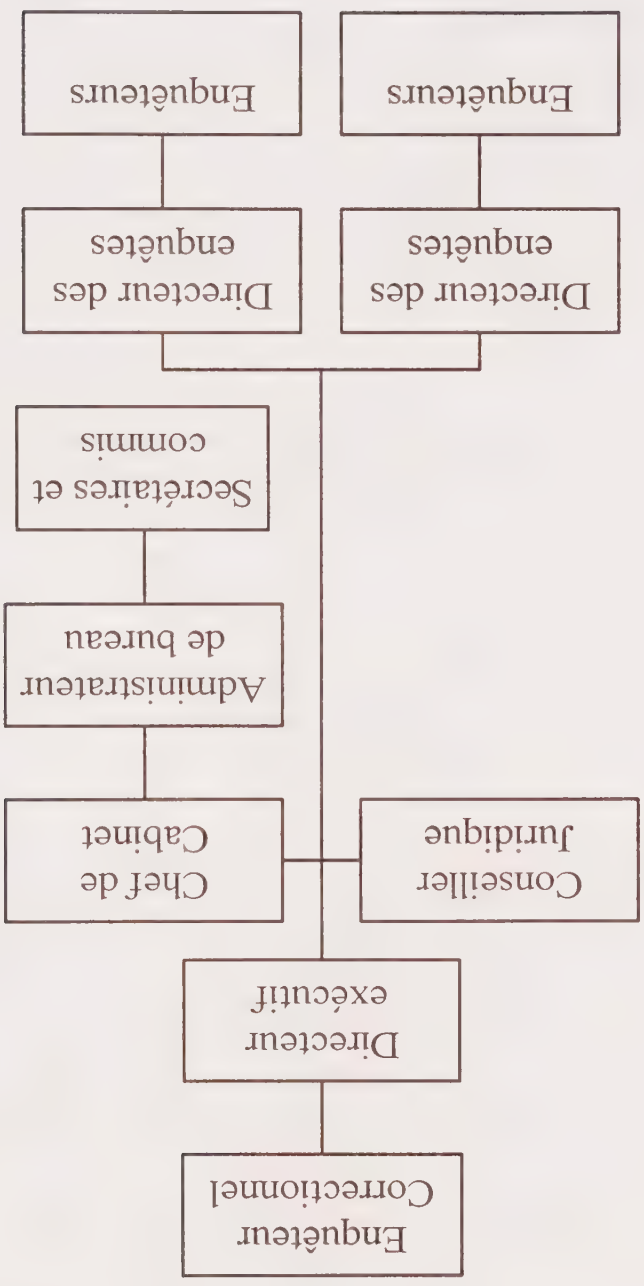 Enquêteur
Correctionnel
Directeur
exécutif
Conseiller
Juridique
Chef de
Cabinet
Administrateur
de bureau
Secrétaires et
commis
Directeur des
enquêtes
Directeur des
enquêtes
Enquêteurs
Enquêteurs